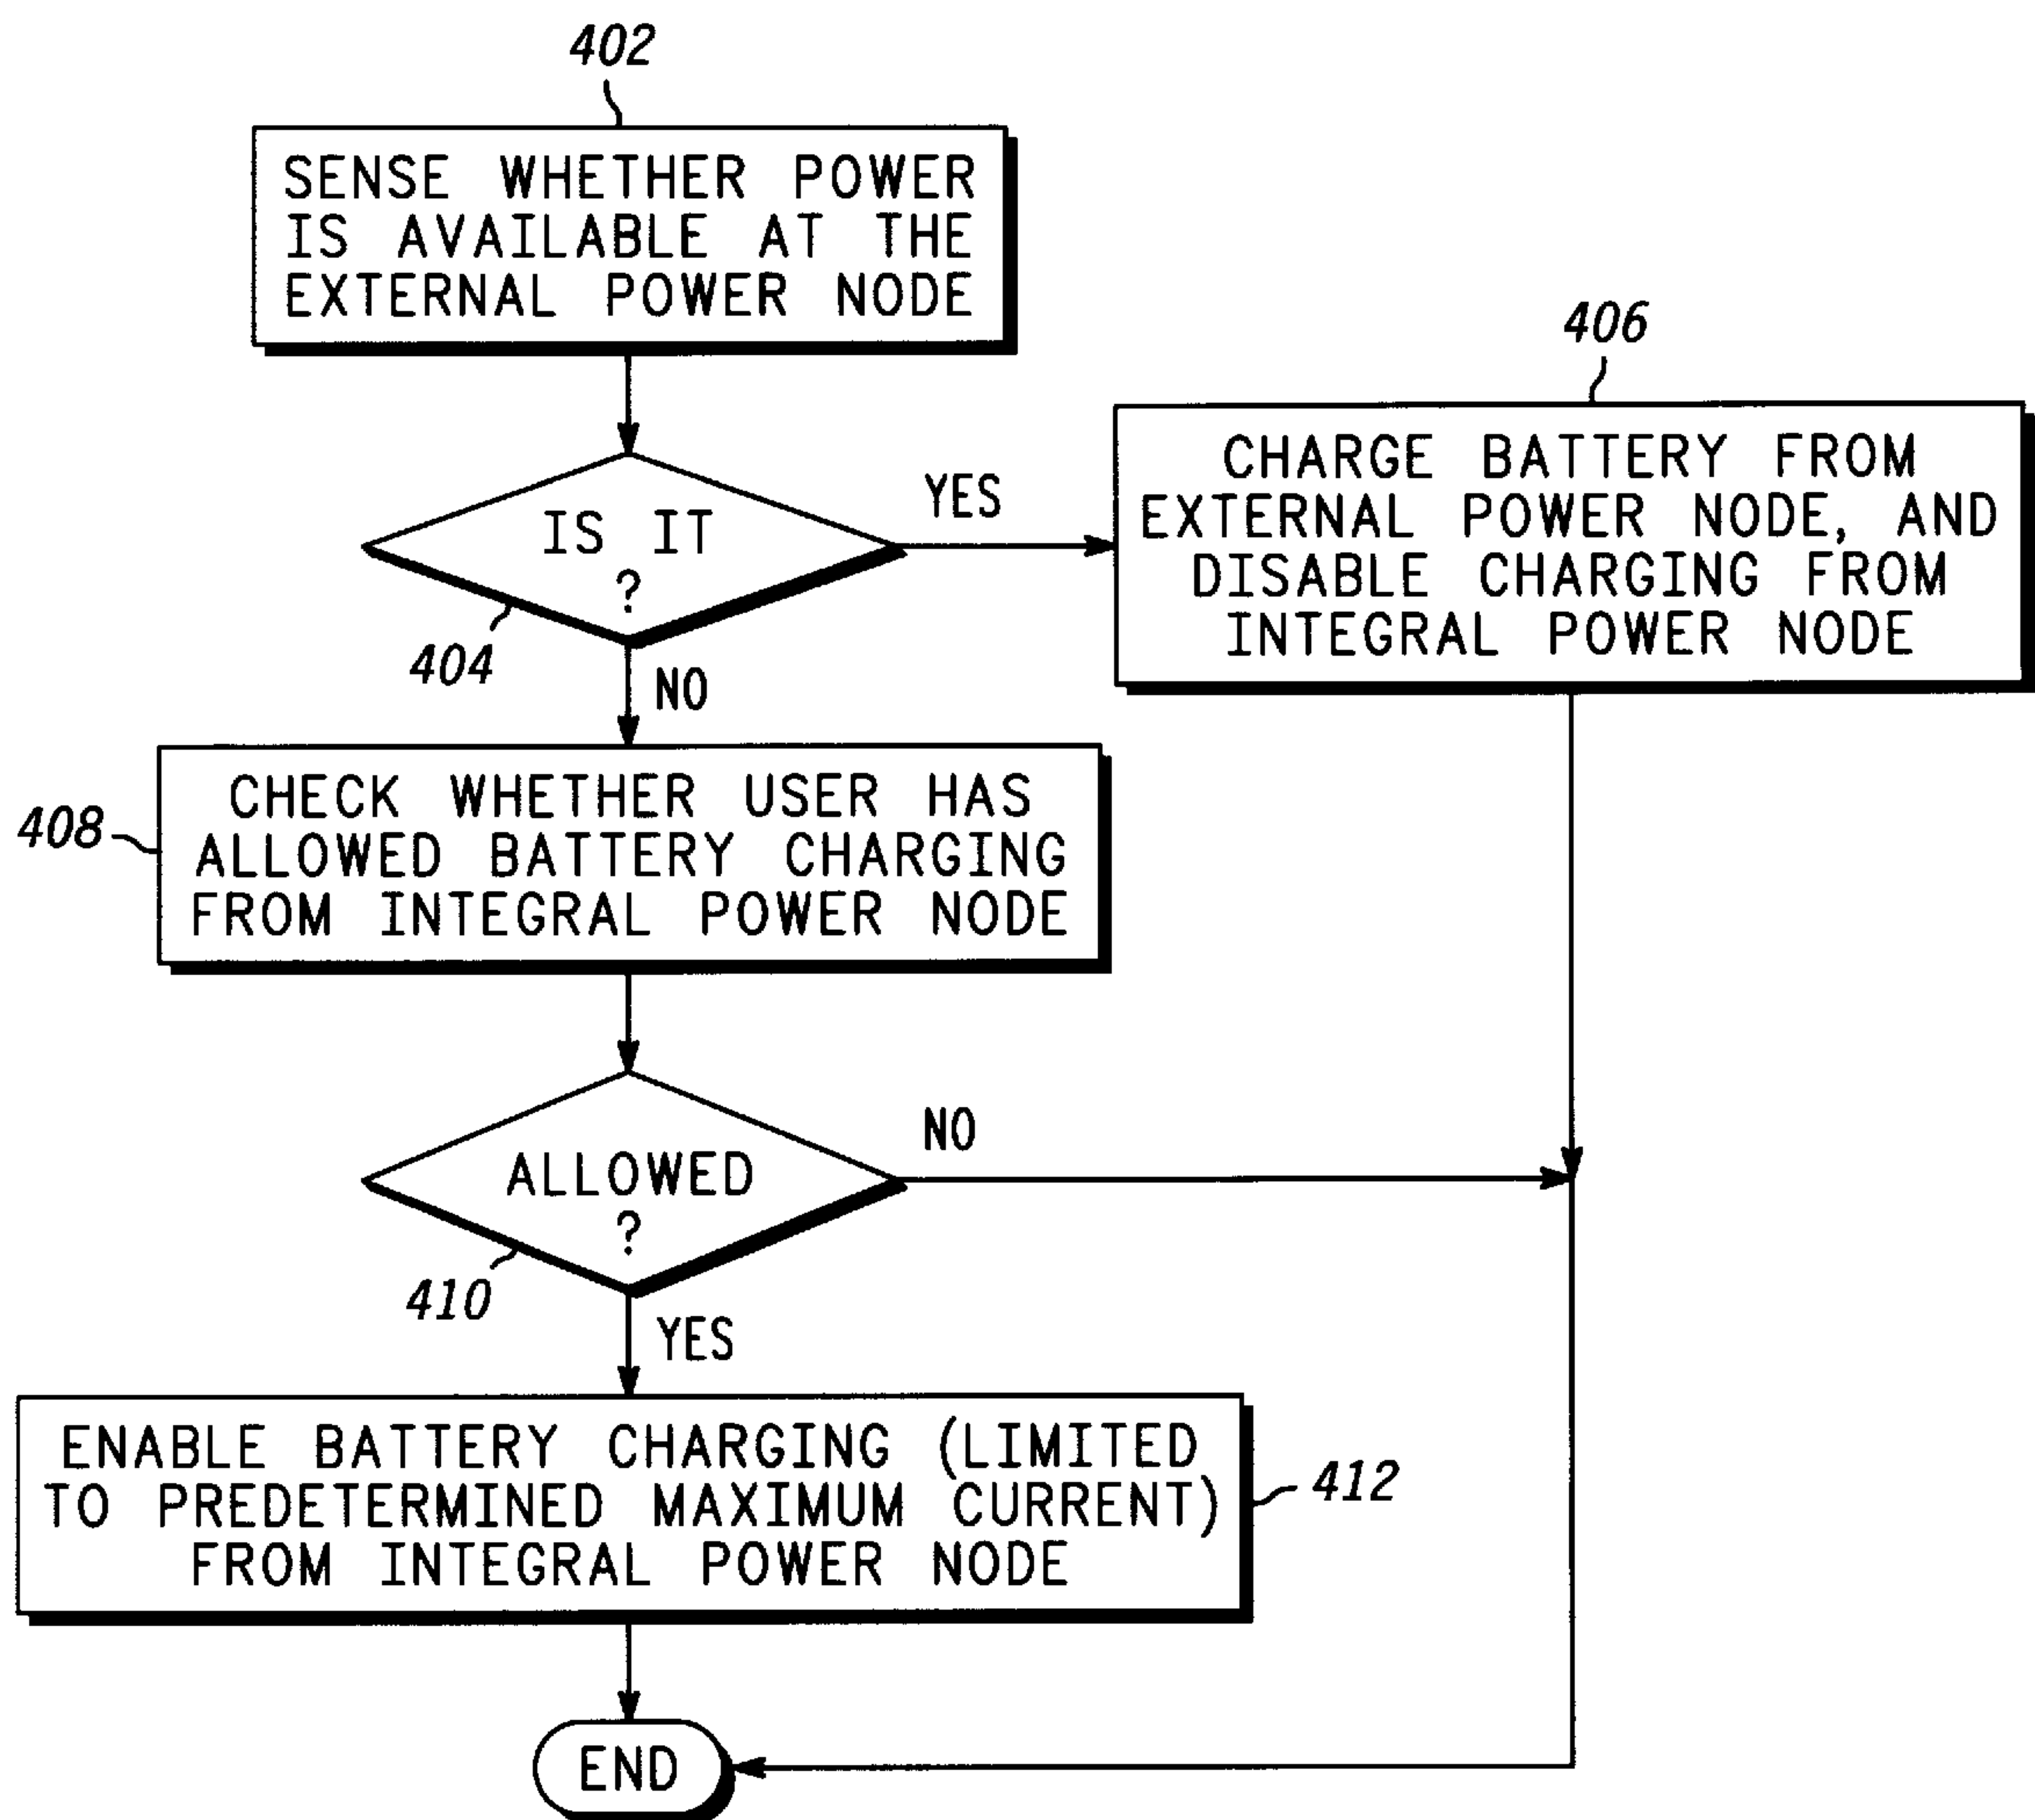 402
SENSE WHETHER POWER
IS AVAILABLE AT THE
EXTERNAL POWER NODE
IS IT
?
404
YES
NO
406
CHARGE BATTERY FROM
EXTERNAL POWER NODE, AND
DISABLE CHARGING FROM
INTEGRAL POWER NODE
408
CHECK WHETHER USER HAS
ALLOWED BATTERY CHARGING
FROM INTEGRAL POWER NODE
ALLOWED
?
410
NO
YES
ENABLE BATTERY CHARGING (LIMITED
TO PREDETERMINED MAXIMUM CURRENT)
FROM INTEGRAL POWER NODE
412
END